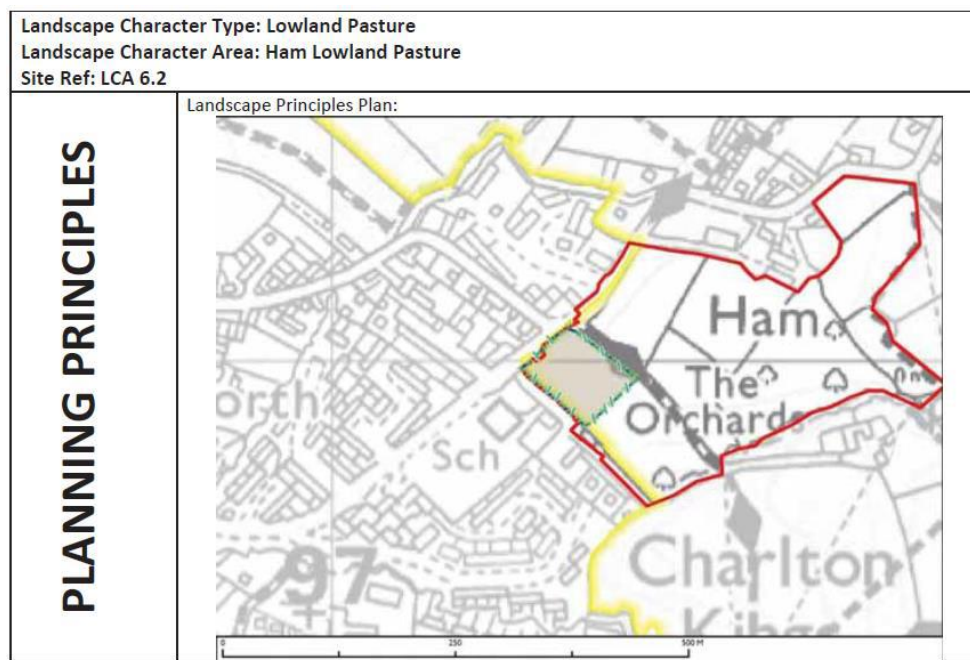 Landscape Character Type: Lowland Pasture
Landscape Character Area: Ham Lowland Pasture
Site Ref: LCA 6.2
PLANNING PRINCIPLES
Landscape Principles Plan:
Ham
The
Orchards
orth
Sch
97
Charlton
Kings
0 250 500 M